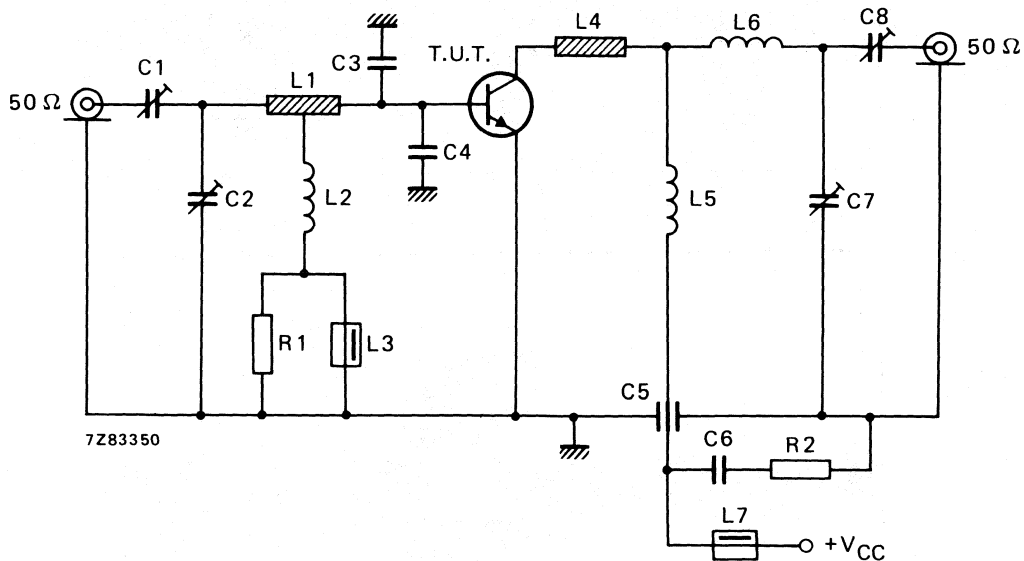 L4
L6
C8
50 Ω
C3
T.U.T.
C1
L1
50 Ω
C4
C2
L2
L5
C7
R1
L3
C5
7Z83350
C6
R2
L7
+VCC